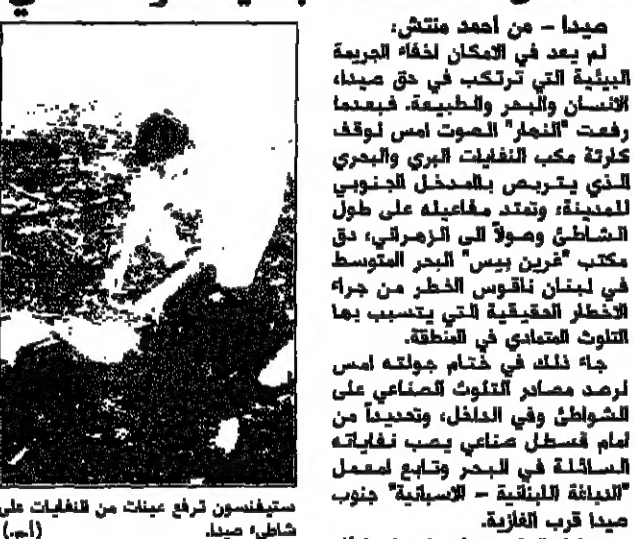 صيدا – من احمد منتش:
لم يعد في الامكان اخفاء الجريمة
البيئية التي ترتكب في حق صيدا،
الانسان والبحر والطبيعة. فبعدما
رفعت "النهار" الصوت امس لوقف
كارثة مكب النفايات البري والبحري
الذي يتربص بالمدخل الجنوبي
للمدينة، وتمتد مفاعيله على طول
الشاطئ وصولاً الى الزهراني، دق
مكتب "غرين بيس" البحر المتوسط
في لبنان ناقوس الخطر من جراء
الاخطار الحقيقية التي يتسبب بها
التلوث المتمادي في المنطقة.
جاء ذلك في ختام جولته امس
لرصد مصادر التلوث الصناعي على
الشواطئ وفي الداخل، وتحديداً من
امام قسطل صناعي يصب نفاياته
السائلة في البحر وتابع لمعمل
"الدباغة اللبنانية – الاسبانية" جنوب
صيدا قرب الغازية.
ستيفنسون ترفع عينات من النفايات على
شاطىء صيدا. (أ.ص.)